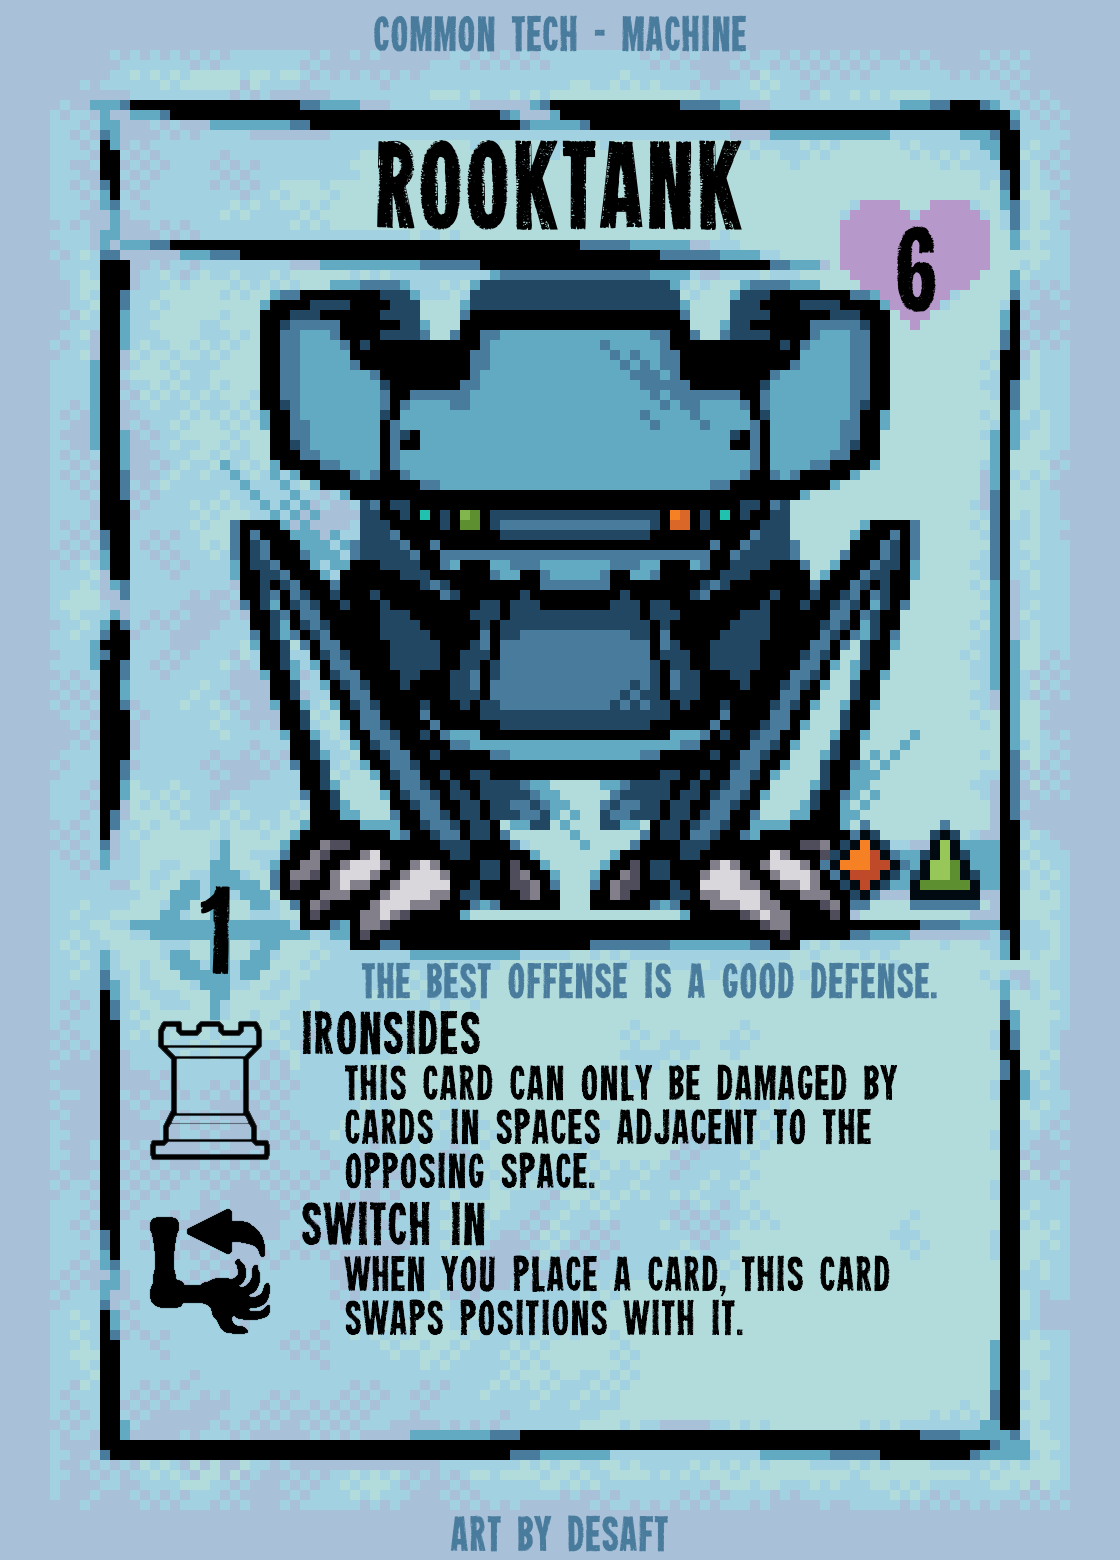 COMMON TECH - MACHINE
ROOKTANK
6
1
THE BEST OFFENSE IS A GOOD DEFENSE.
IRONSIDES
THIS CARD CAN ONLY BE DAMAGED BY
CARDS IN SPACES ADJACENT TO THE
OPPOSING SPACE.
SWITCH IN
WHEN YOU PLACE A CARD, THIS CARD
SWAPS POSITIONS WITH IT.
ART BY DESAFT